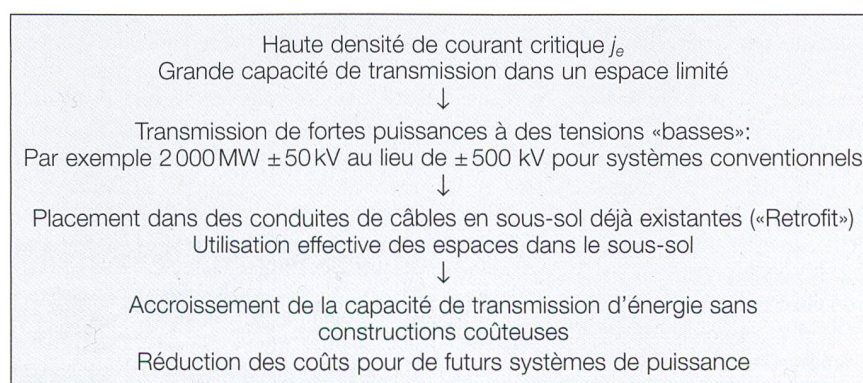 Haute densité de courant critique je
Grande capacité de transmission dans un espace limité
↓
Transmission de fortes puissances à des tensions «basses»:
Par exemple 2 000 MW ± 50 kV au lieu de ± 500 kV pour systèmes conventionnels
↓
Placement dans des conduites de câbles en sous-sol déjà existantes («Retrofit»)
Utilisation effective des espaces dans le sous-sol
↓
Accroissement de la capacité de transmission d'énergie sans
constructions coûteuses
Réduction des coûts pour de futurs systèmes de puissance